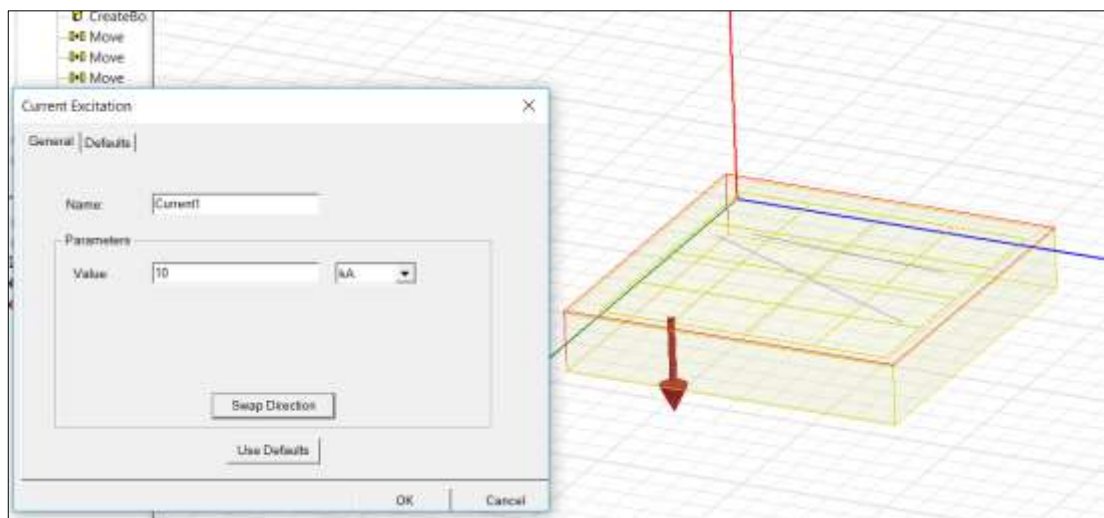 CreateBo
Move
Move
Move
Current Excitation
General
Defaults
Name:
Current1
Parameters
Value
10
kA
Swap Direction
Use Defaults
OK
Cancel